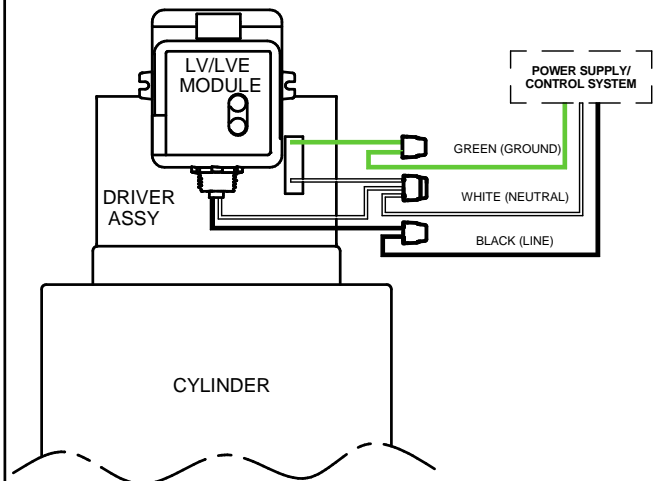 LV/LVE
MODULE
POWER SUPPLY/
CONTROL SYSTEM
GREEN (GROUND)
DRIVER
ASSY
WHITE (NEUTRAL)
BLACK (LINE)
CYLINDER